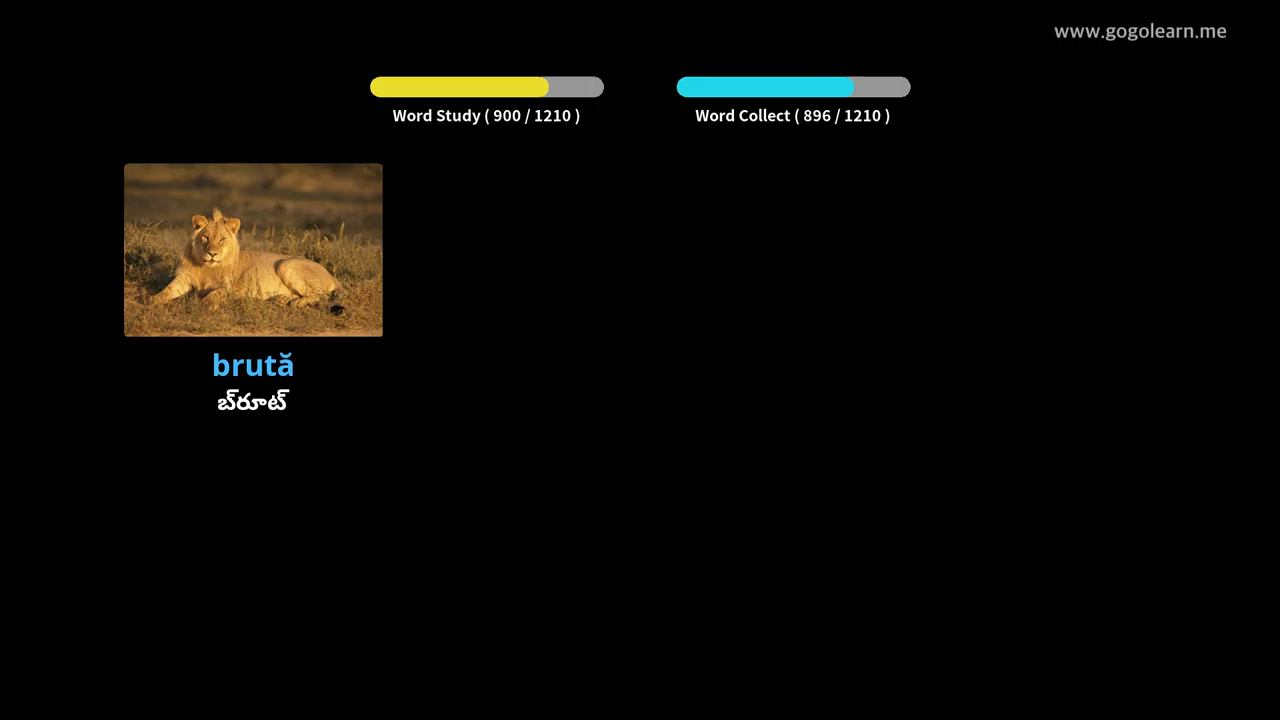 www.gogolearn.me
Word Study ( 900 / 1210 )
Word Collect ( 896 / 1210 )
brută
బ్‌రూట్